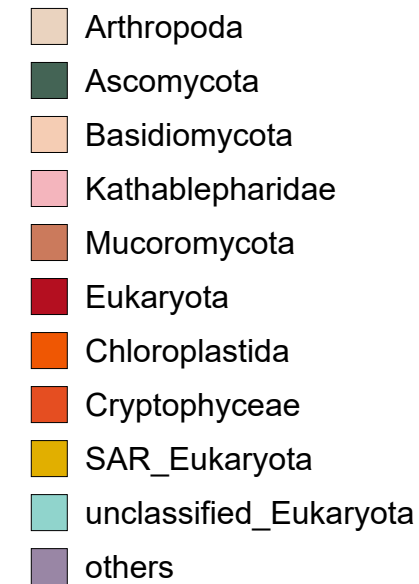 Arthropoda
Ascomycota
Basidiomycota
Kathablepharidae
Mucoromycota
Eukaryota
Chloroplastida
Cryptophyceae
SAR_Eukaryota
unclassified_Eukaryota
others